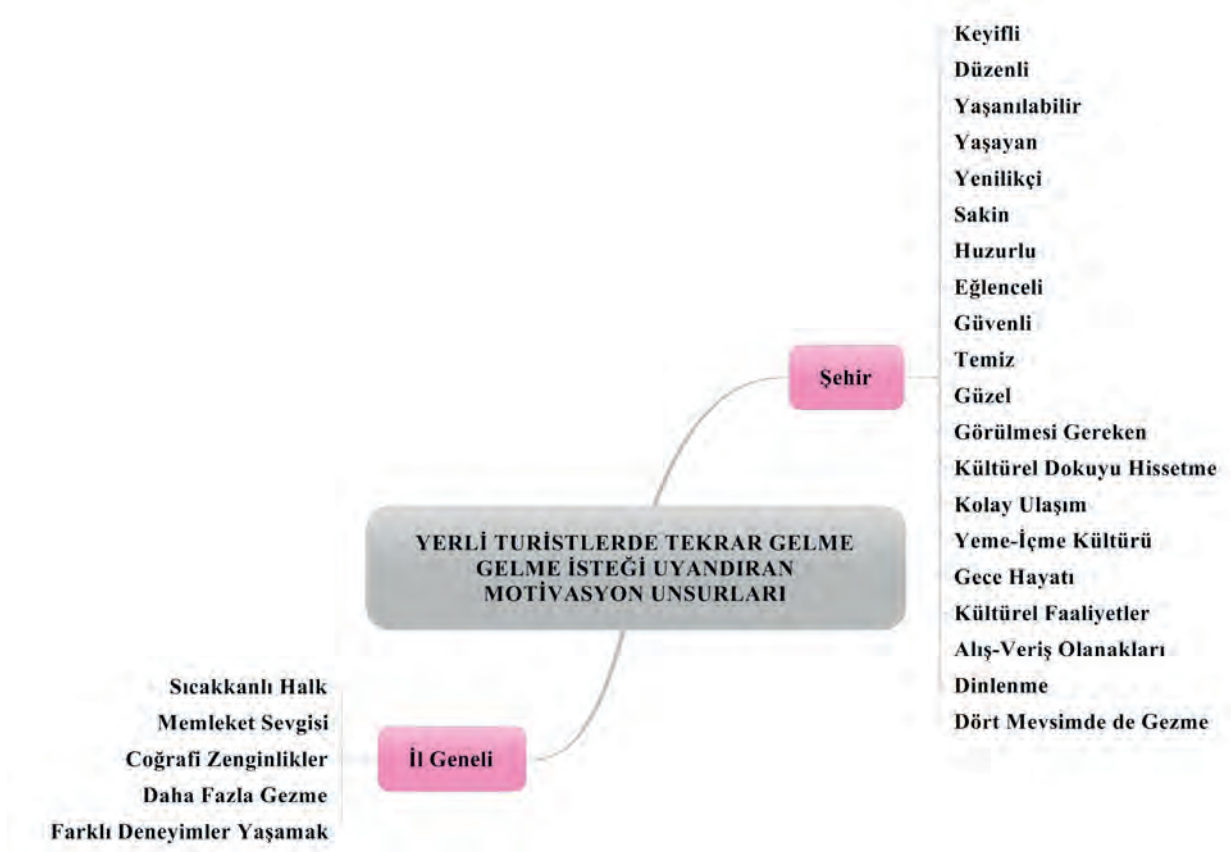 Keyifli
Düzenli
Yaşanılabilir
Yaşayan
Yenilikçi
Sakin
Huzurlu
Eğlenceli
Güvenli
Temiz
Güzel
Görülmesi Gereken
Kültürel Dokuyu Hissetme
Kolay Ulaşım
Yeme-İçme Kültürü
Gece Hayatı
Kültürel Faaliyetler
Alış-Veriş Olanakları
Dinlenme
Dört Mevsimde de Gezme
Şehir
YERLİ TURİSTLERDE TEKRAR GELME
GELME İSTEĞİ UYANDIRAN
MOTİVASYON UNSURLARI
İl Geneli
Sıcakkanlı Halk
Memleket Sevgisi
Coğrafi Zenginlikler
Daha Fazla Gezme
Farklı Deneyimler Yaşamak